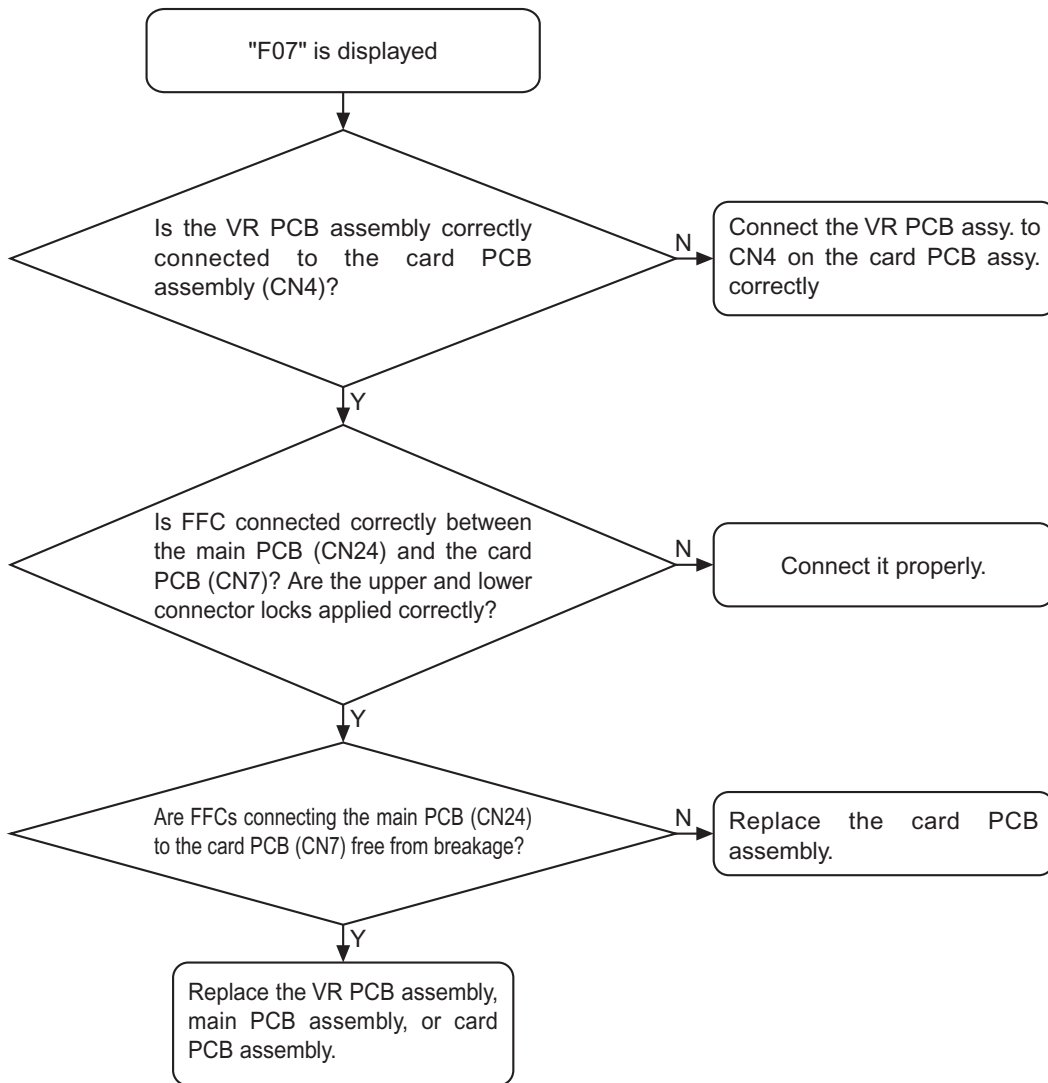 "F07" is displayed
Is the VR PCB assembly correctly
connected to the card PCB
assembly (CN4)?
N
Connect the VR PCB assy. to
CN4 on the card PCB assy.
correctly
Y
Is FFC connected correctly between
the main PCB (CN24) and the card
PCB (CN7)? Are the upper and lower
connector locks applied correctly?
N
Connect it properly.
Y
Are FFCs connecting the main PCB (CN24)
to the card PCB (CN7) free from breakage?
N
Replace the card PCB
assembly.
Y
Replace the VR PCB assembly,
main PCB assembly, or card
PCB assembly.